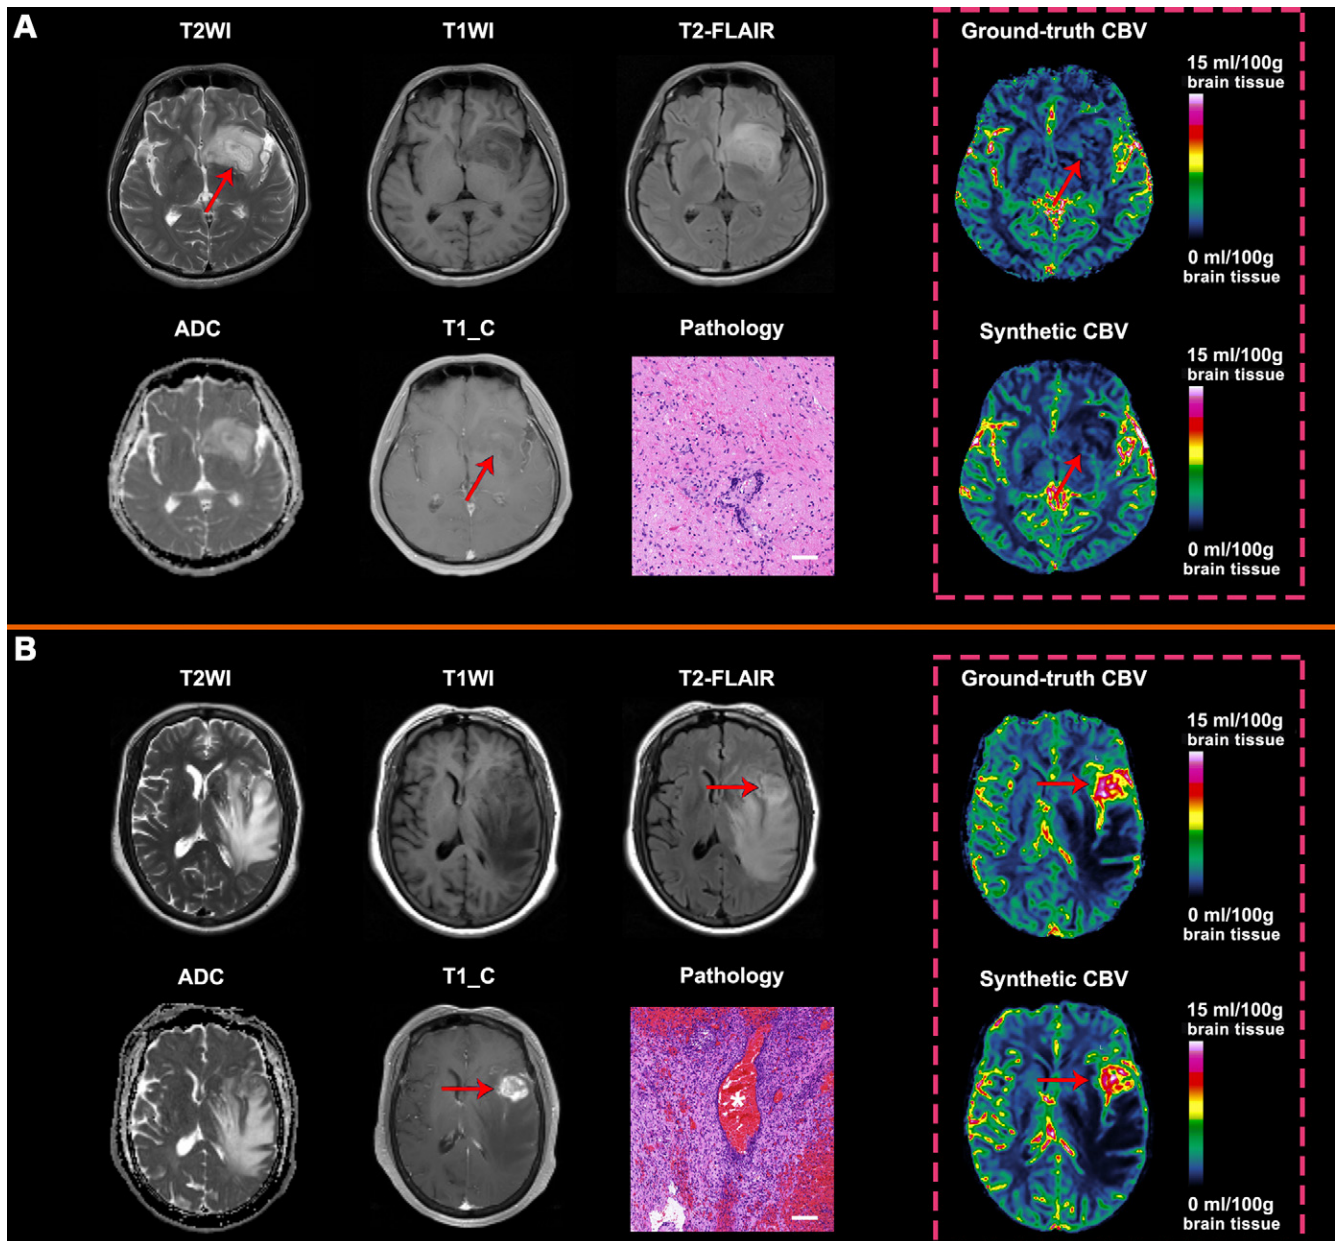 A
T2WI
T1WI
T2-FLAIR
Ground-truth CBV
15 ml/100g
brain tissue
0 ml/100g
brain tissue
ADC
T1_C
Pathology
Synthetic CBV
15 ml/100g
brain tissue
0 ml/100g
brain tissue
B
T2WI
T1WI
T2-FLAIR
Ground-truth CBV
15 ml/100g
brain tissue
0 ml/100g
brain tissue
ADC
T1_C
Pathology
*
Synthetic CBV
15 ml/100g
brain tissue
0 ml/100g
brain tissue